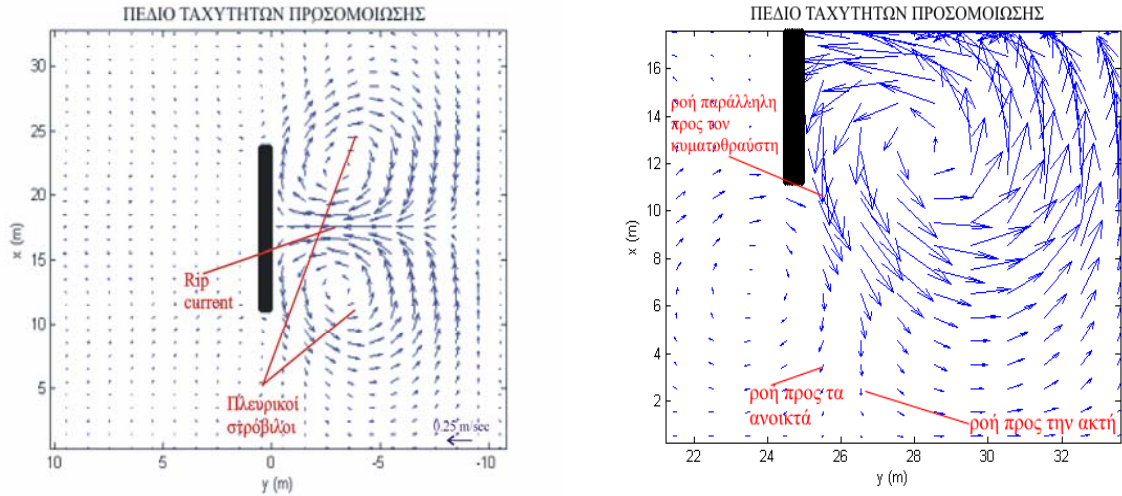 ΠΕΔΙΟ ΤΑΧΥΤΗΤΩΝ ΠΡΟΣΟΜΟΙΩΣΗΣ
30
25
20
15
10
5
x (m)
Rip
current
Πλευρικοί
στρόβιλοι
0.25 m/sec
10
5
0
-5
-10
y (m)
ΠΕΔΙΟ ΤΑΧΥΤΗΤΩΝ ΠΡΟΣΟΜΟΙΩΣΗΣ
16
14
12
10
8
6
4
2
x (m)
ροή παράλληλη
προς τον
κυματοθραύστη
ροή προς τα
ανοικτά
ροή προς την ακτή
22
24
26
28
30
32
y (m)